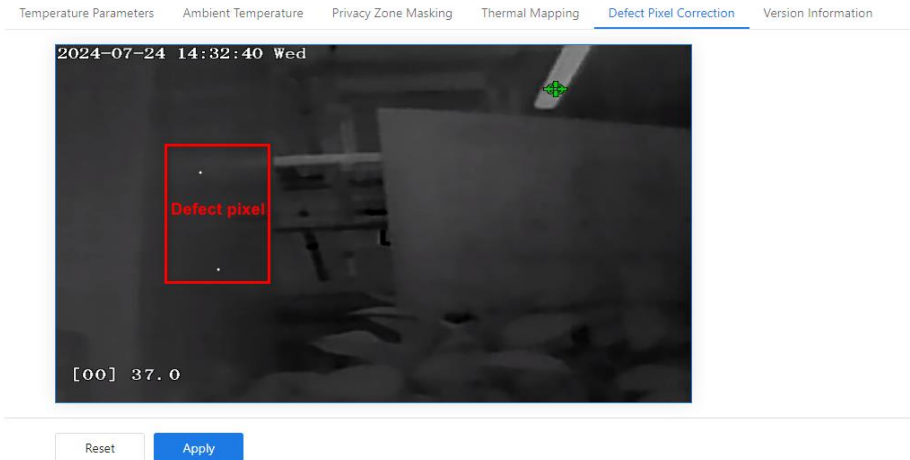 Temperature Parameters Ambient Temperature Privacy Zone Masking Thermal Mapping Defect Pixel Correction Version Information
2024-07-24 14:32:40 Wed
Defect pixel
[00] 37.0
Reset Apply